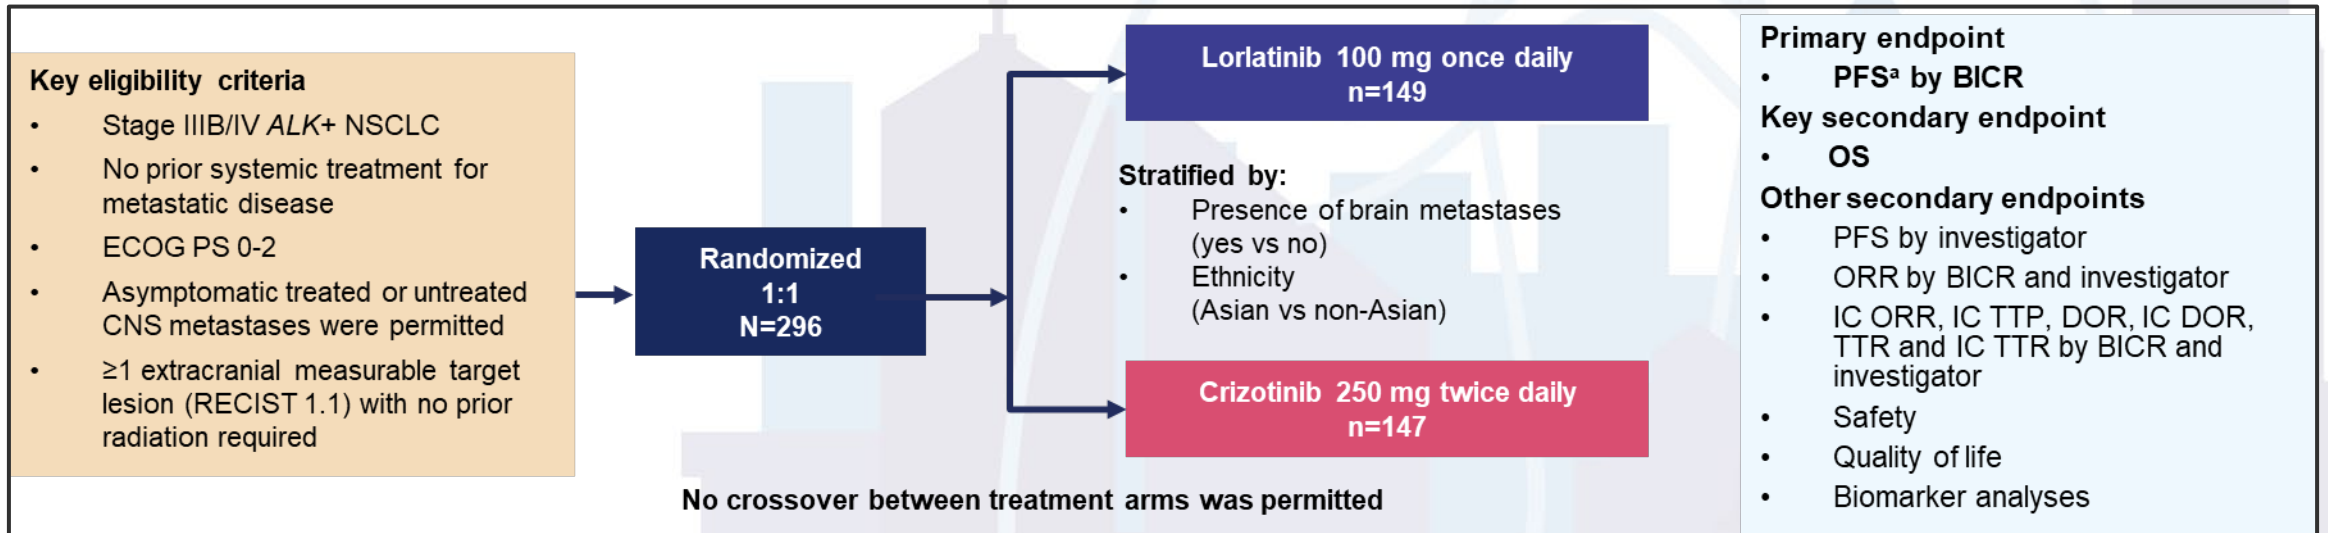 Key eligibility criteria
• Stage IIIB/IV ALK+ NSCLC
• No prior systemic treatment for
metastatic disease
• ECOG PS 0-2
• Asymptomatic treated or untreated
CNS metastases were permitted
• ≥1 extracranial measurable target
lesion (RECIST 1.1) with no prior
radiation required
Randomized
1:1
N=296
Lorlatinib 100 mg once daily
n=149
Stratified by:
• Presence of brain metastases
(yes vs no)
• Ethnicity
(Asian vs non-Asian)
Crizotinib 250 mg twice daily
n=147
No crossover between treatment arms was permitted
Primary endpoint
• PFSᵃ by BICR
Key secondary endpoint
• OS
Other secondary endpoints
• PFS by investigator
• ORR by BICR and investigator
• IC ORR, IC TTP, DOR, IC DOR,
TTR and IC TTR by BICR and
investigator
• Safety
• Quality of life
• Biomarker analyses